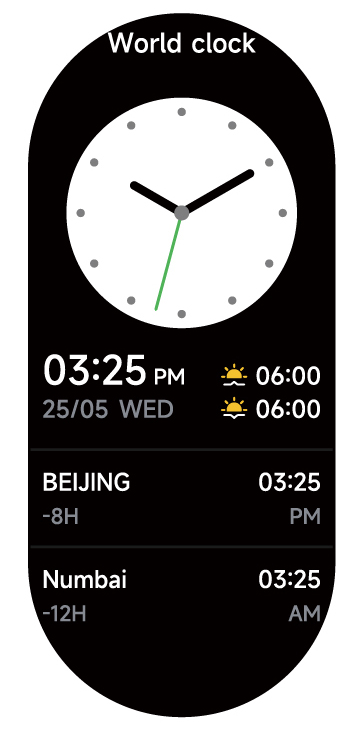 World clock
03:25 PM 06:00
25/05 WED 06:00
BEIJING 03:25
-8H PM
Numbai 03:25
-12H AM